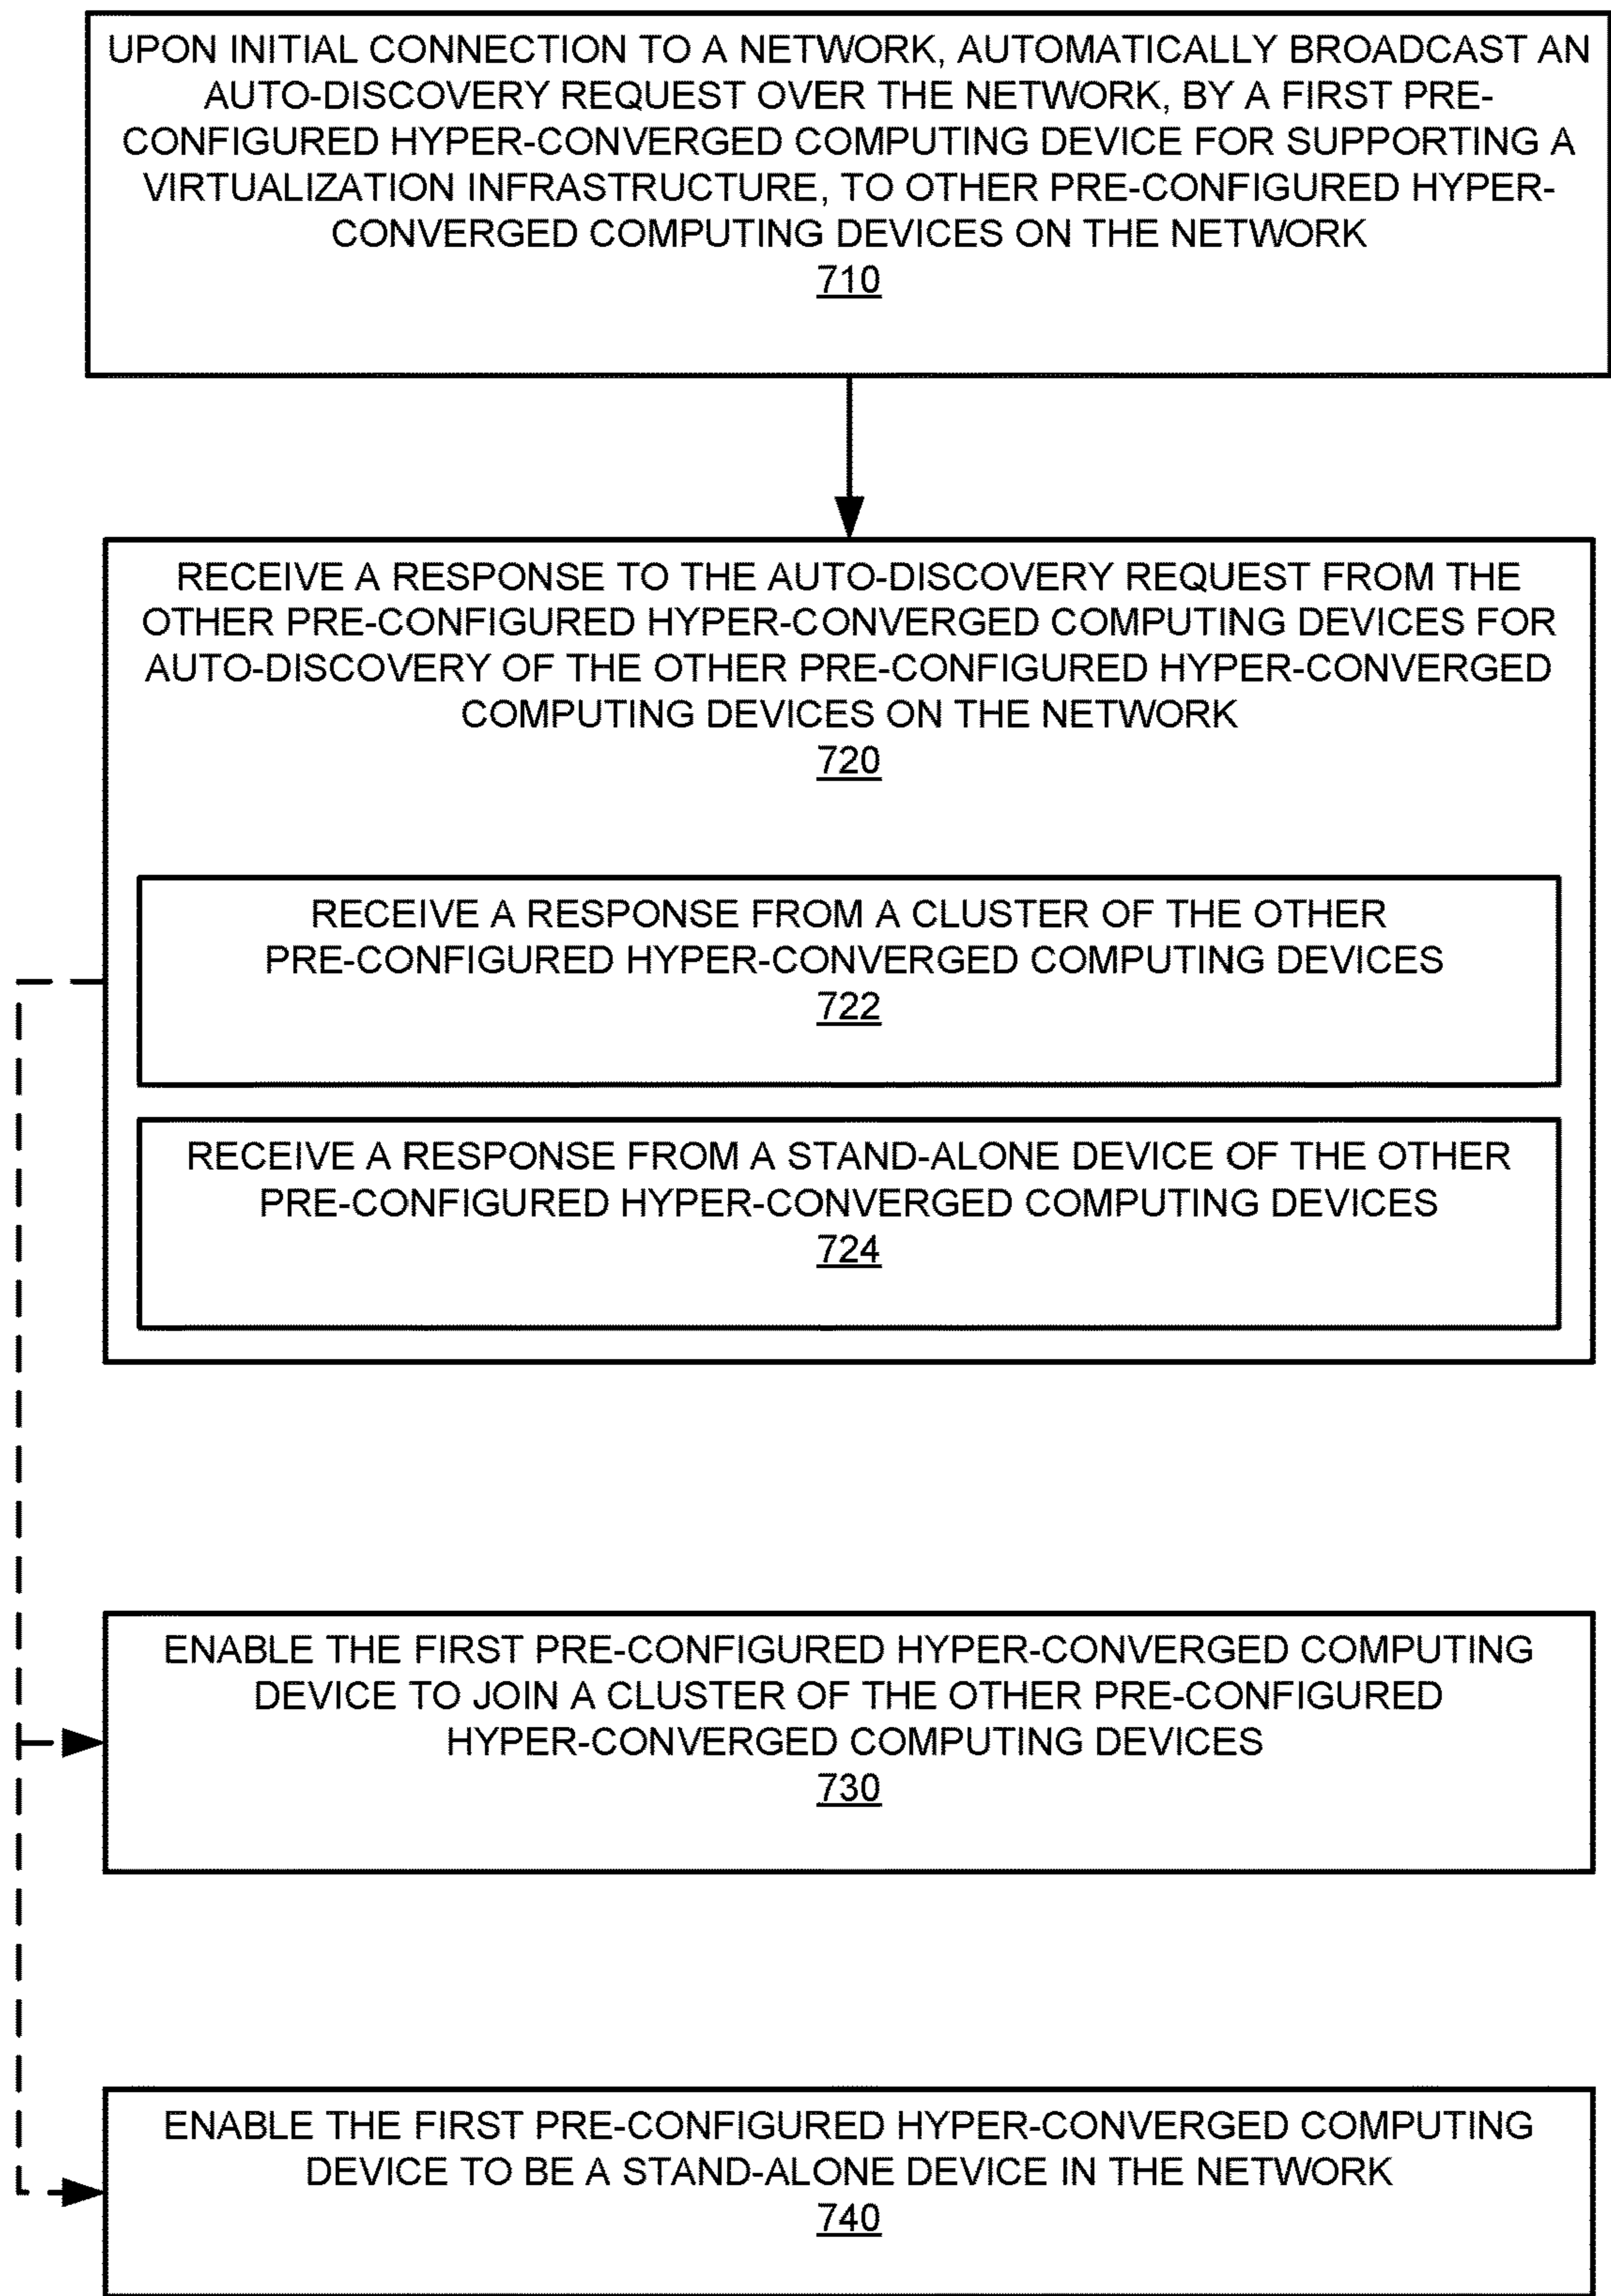 UPON INITIAL CONNECTION TO A NETWORK, AUTOMATICALLY BROADCAST AN
AUTO-DISCOVERY REQUEST OVER THE NETWORK, BY A FIRST PRE-
CONFIGURED HYPER-CONVERGED COMPUTING DEVICE FOR SUPPORTING A
VIRTUALIZATION INFRASTRUCTURE, TO OTHER PRE-CONFIGURED HYPER-
CONVERGED COMPUTING DEVICES ON THE NETWORK
710
RECEIVE A RESPONSE TO THE AUTO-DISCOVERY REQUEST FROM THE
OTHER PRE-CONFIGURED HYPER-CONVERGED COMPUTING DEVICES FOR
AUTO-DISCOVERY OF THE OTHER PRE-CONFIGURED HYPER-CONVERGED
COMPUTING DEVICES ON THE NETWORK
720
RECEIVE A RESPONSE FROM A CLUSTER OF THE OTHER
PRE-CONFIGURED HYPER-CONVERGED COMPUTING DEVICES
722
RECEIVE A RESPONSE FROM A STAND-ALONE DEVICE OF THE OTHER
PRE-CONFIGURED HYPER-CONVERGED COMPUTING DEVICES
724
ENABLE THE FIRST PRE-CONFIGURED HYPER-CONVERGED COMPUTING
DEVICE TO JOIN A CLUSTER OF THE OTHER PRE-CONFIGURED
HYPER-CONVERGED COMPUTING DEVICES
730
ENABLE THE FIRST PRE-CONFIGURED HYPER-CONVERGED COMPUTING
DEVICE TO BE A STAND-ALONE DEVICE IN THE NETWORK
740